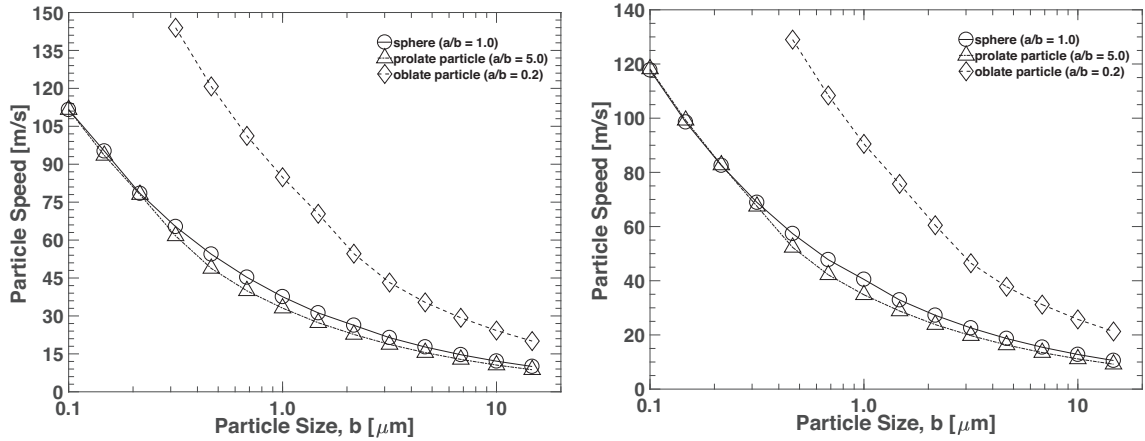 150
135
120
105
90
75
60
45
30
15
0
Particle Speed [m/s]
sphere (a/b = 1.0)
prolate particle (a/b = 5.0)
oblate particle (a/b = 0.2)
0.1 1.0 10
Particle Size, b [μm]
140
120
100
80
60
40
20
0
Particle Speed [m/s]
sphere (a/b = 1.0)
prolate particle (a/b = 5.0)
oblate particle (a/b = 0.2)
0.1 1.0 10
Particle Size, b [μm]